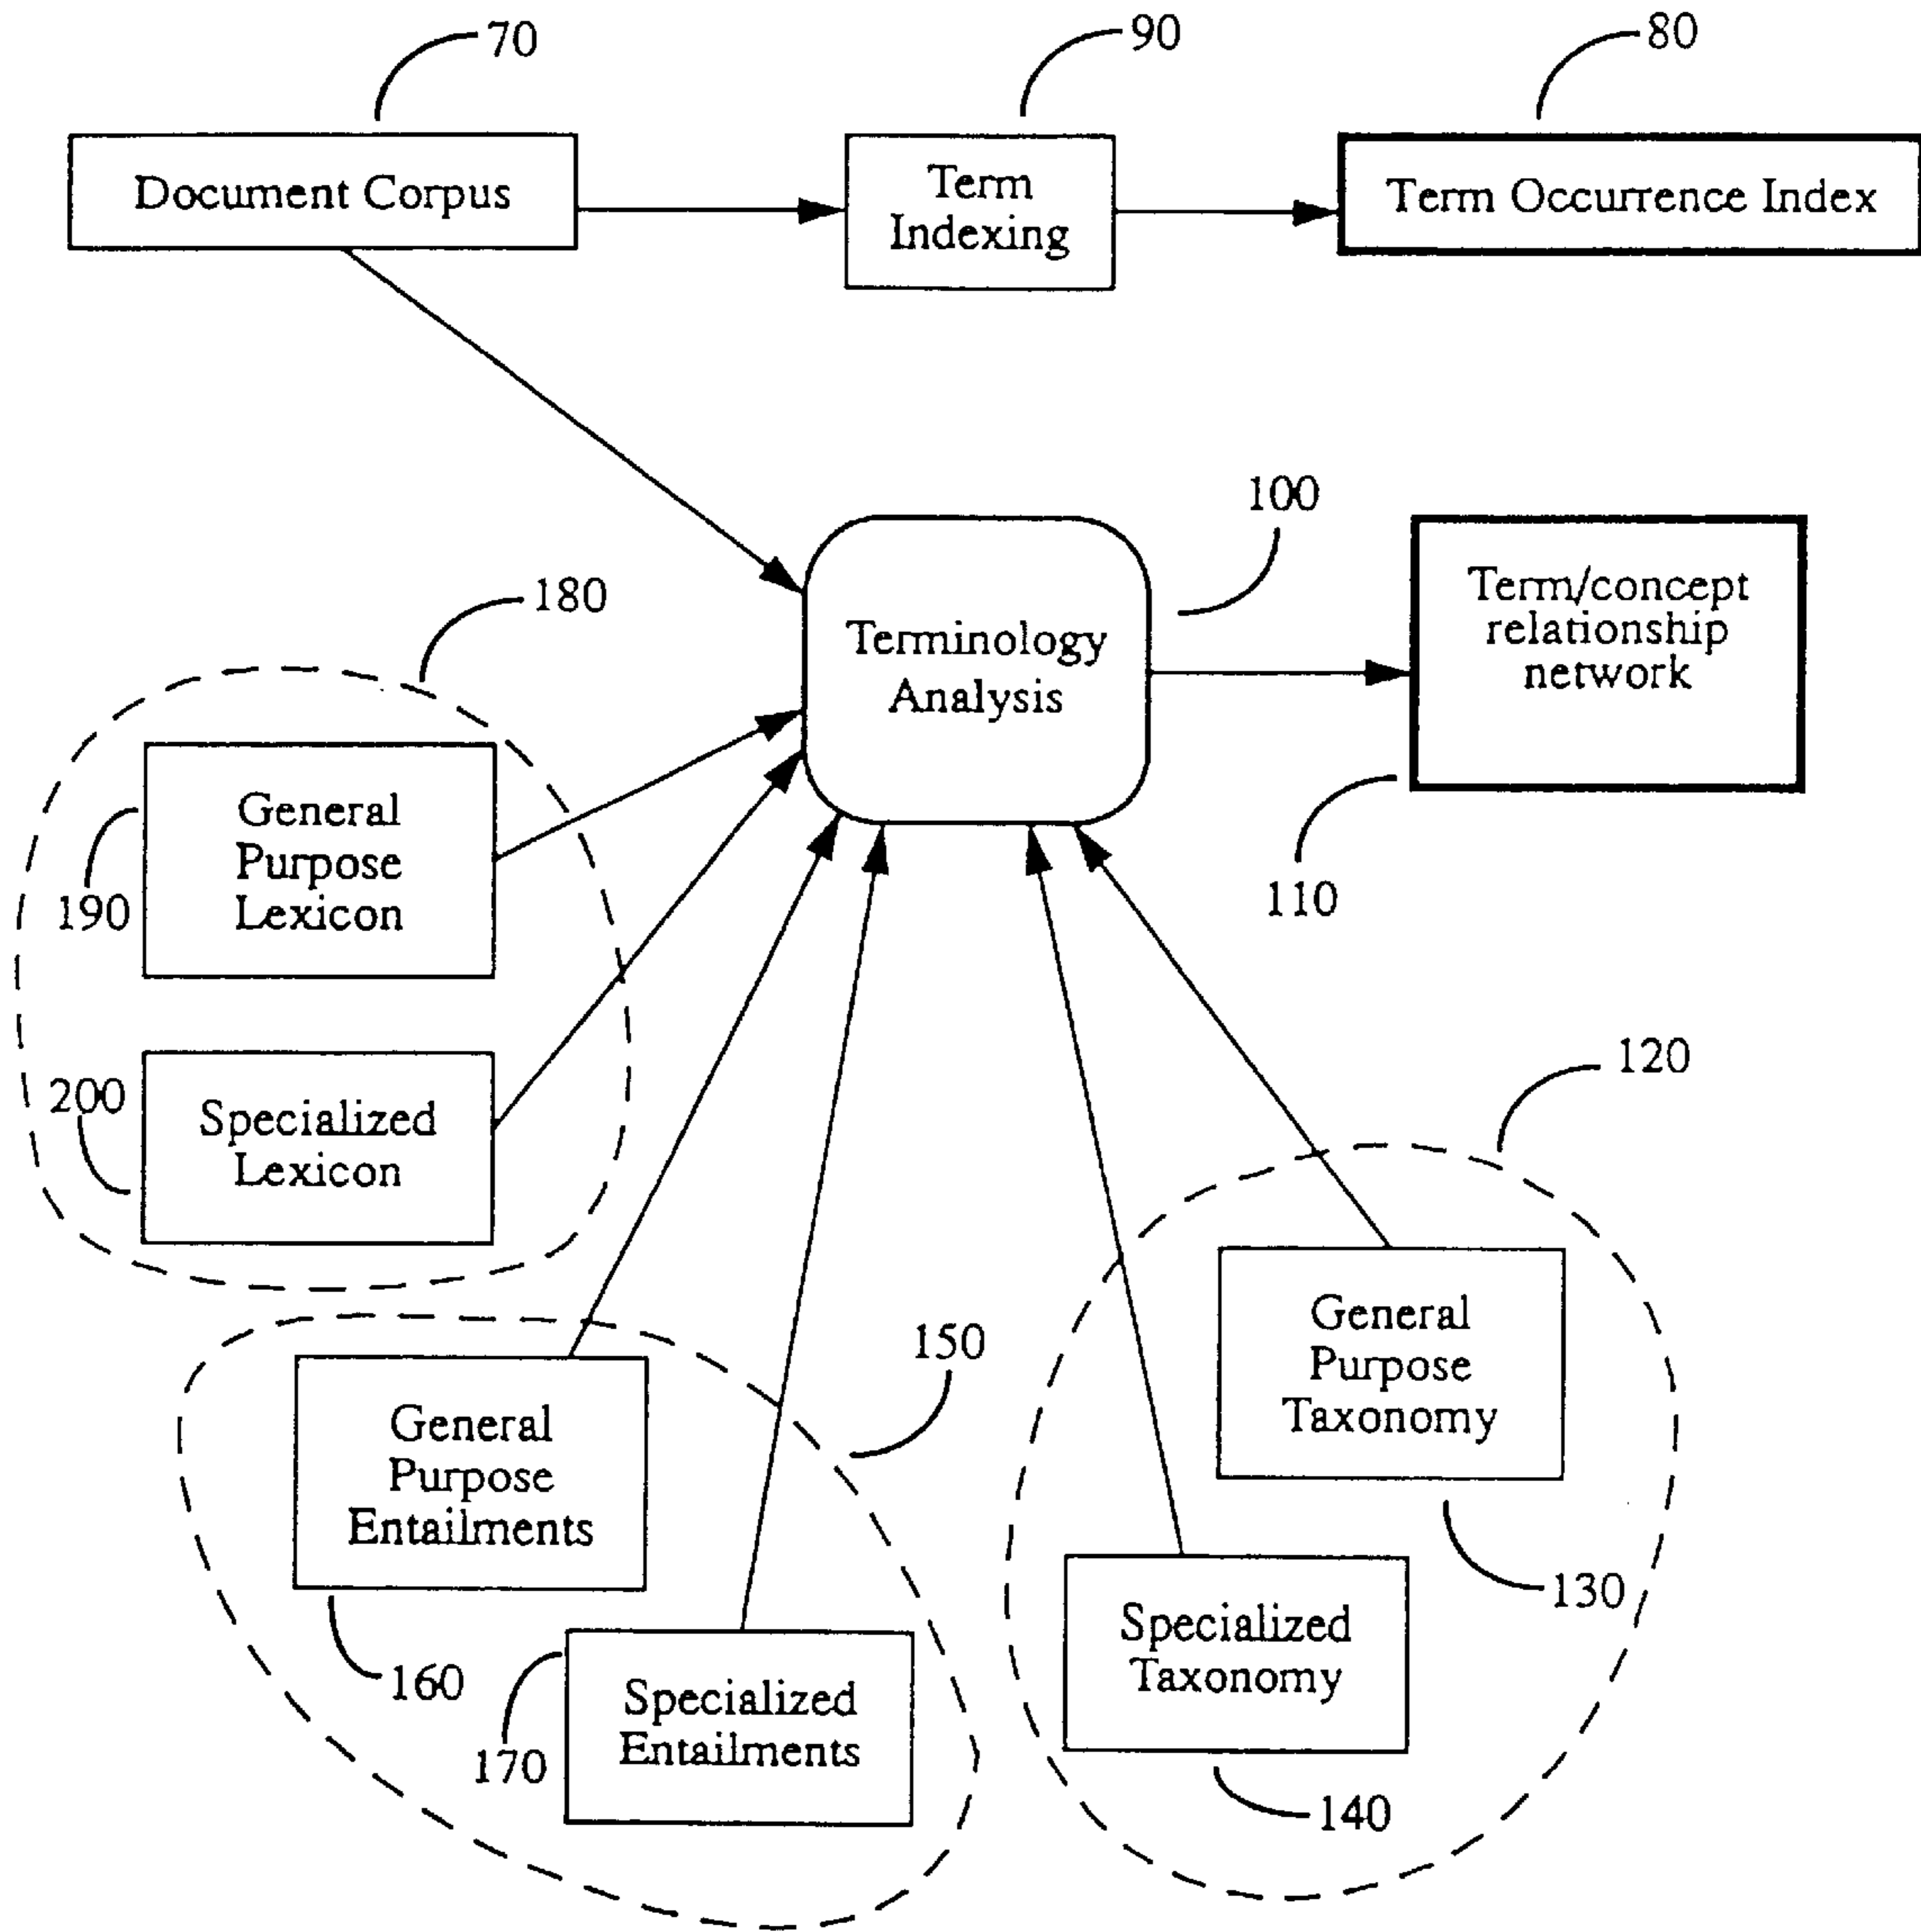 70
90
80
Document Corpus
Term
Indexing
Term Occurrence Index
100
Terminology
Analysis
Term/concept
relationship
network
110
180
General
Purpose
Lexicon
190
200
Specialized
Lexicon
120
General
Purpose
Taxonomy
130
150
General
Purpose
Entailments
160
Specialized
Taxonomy
140
170
Specialized
Entailments